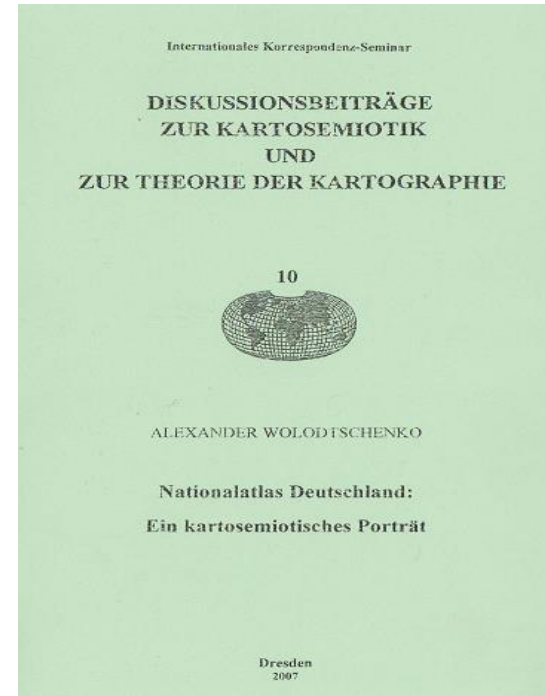 Internationales Korrespondenz-Seminar
DISKUSSIONSBEITRÄGE
ZUR KARTOSEMIOTIK
UND
ZUR THEORIE DER KARTOGRAPHIE
10
ALEXANDER WOLODTSCHENKO
Nationalatlas Deutschland:
Ein kartosemiotisches Porträt
Dresden
2007